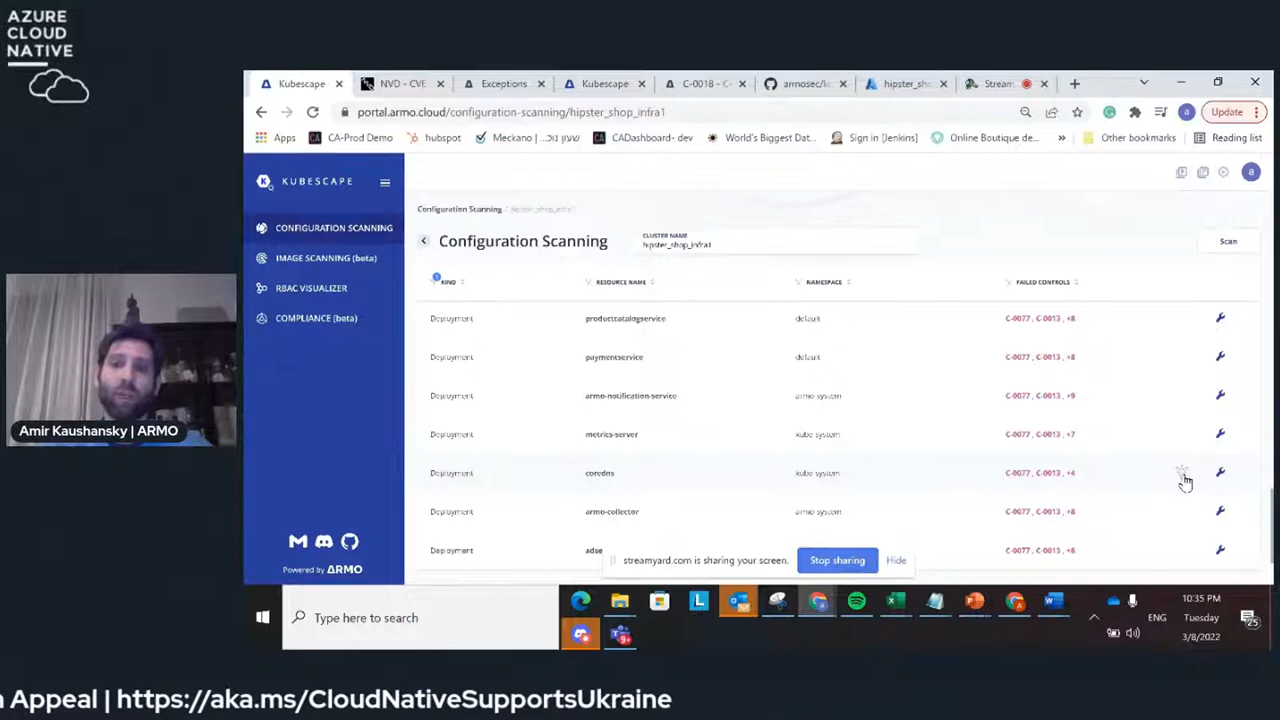 AZURE
CLOUD
NATIVE
Kubescape
NVD - CVE
Exceptions
Kubescape
C-0018 - C
armosec/
hipster_sh
Stream
portal.armo.cloud/configuration-scanning/hipster_shop_infra1
Update
Apps
CA-Prod Demo
hubspot
Meckano | ...שעון נוכ
CADashboard- dev
World's Biggest Dat...
Sign in [Jenkins]
Online Boutique de...
»
Other bookmarks
Reading list
KUBESCAPE
a
CONFIGURATION SCANNING
IMAGE SCANNING (beta)
RBAC VISUALIZER
COMPLIANCE (beta)
Powered by ARMO
Configuration Scanning / hipster_shop_infra1
Configuration Scanning
CLUSTER NAME
hipster_shop_infra1
Scan
KIND RESOURCE NAME NAMESPACE FAILED CONTROLS
Deployment productcatalogservice default C-0077 , C-0013 , +8
Deployment paymentservice default C-0077 , C-0013 , +8
Deployment armo-notification-service armo-system C-0077 , C-0013 , +9
Deployment metrics-server kube-system C-0077 , C-0013 , +7
Deployment coredns kube-system C-0077 , C-0013 , +4
Deployment armo-collector armo-system C-0077 , C-0013 , +8
Deployment adse C-0077 , C-0013 , +8
streamyard.com is sharing your screen.
Stop sharing
Hide
Amir Kaushansky | ARMO
Type here to search
ENG
10:35 PM
Tuesday
3/8/2022
25
Appeal | https://aka.ms/CloudNativeSupportsUkraine